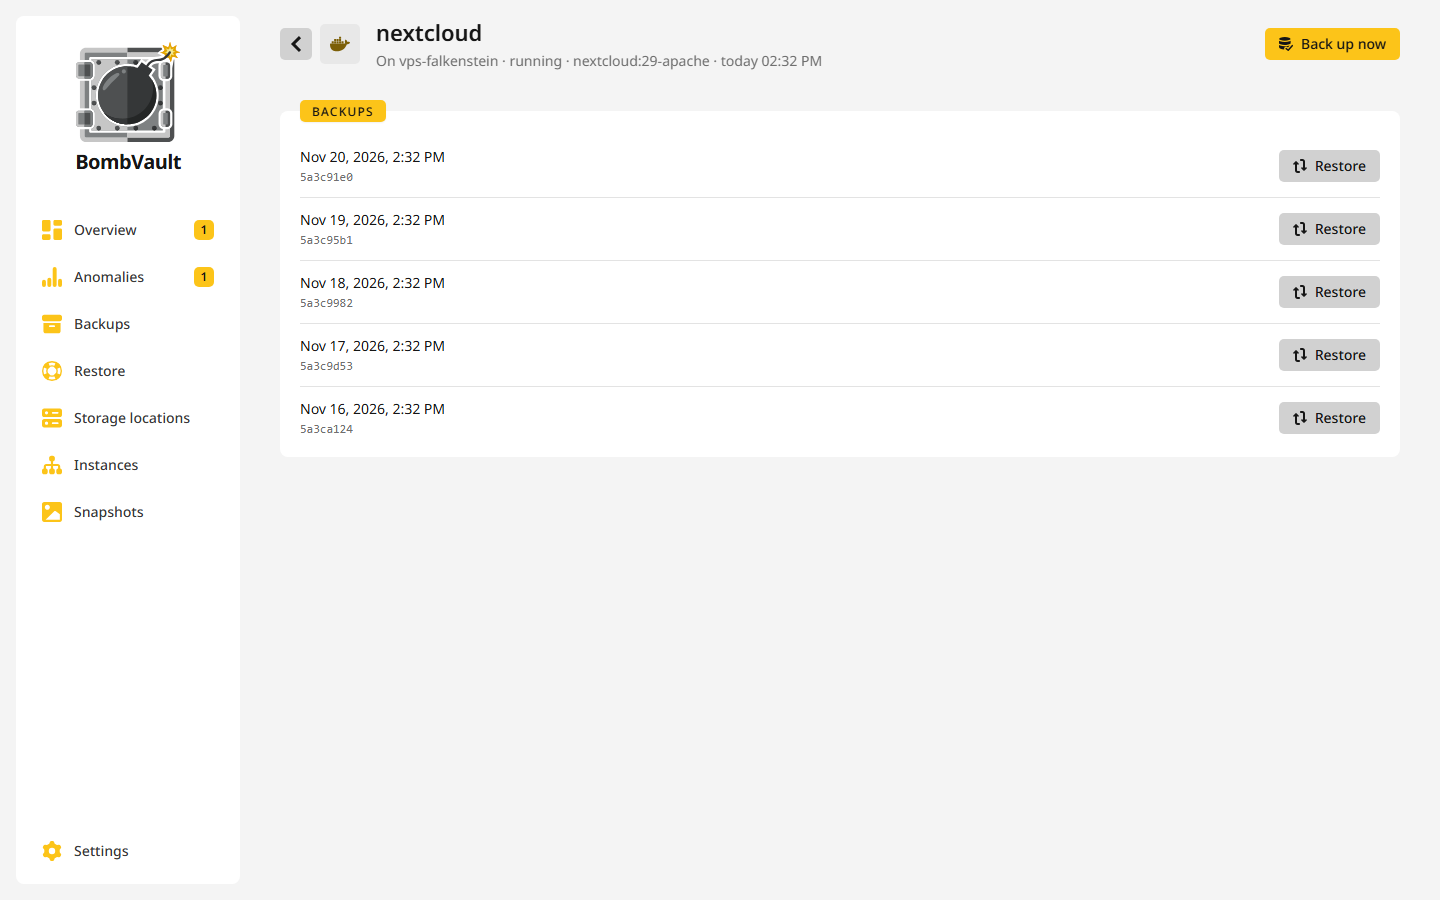 BombVault
Overview 1
Anomalies 1
Backups
Restore
Storage locations
Instances
Snapshots
Settings
nextcloud
On vps-falkenstein · running · nextcloud:29-apache · today 02:32 PM
Back up now
BACKUPS
Nov 20, 2026, 2:32 PM
5a3c91e0
Restore
Nov 19, 2026, 2:32 PM
5a3c95b1
Restore
Nov 18, 2026, 2:32 PM
5a3c9982
Restore
Nov 17, 2026, 2:32 PM
5a3c9d53
Restore
Nov 16, 2026, 2:32 PM
5a3ca124
Restore